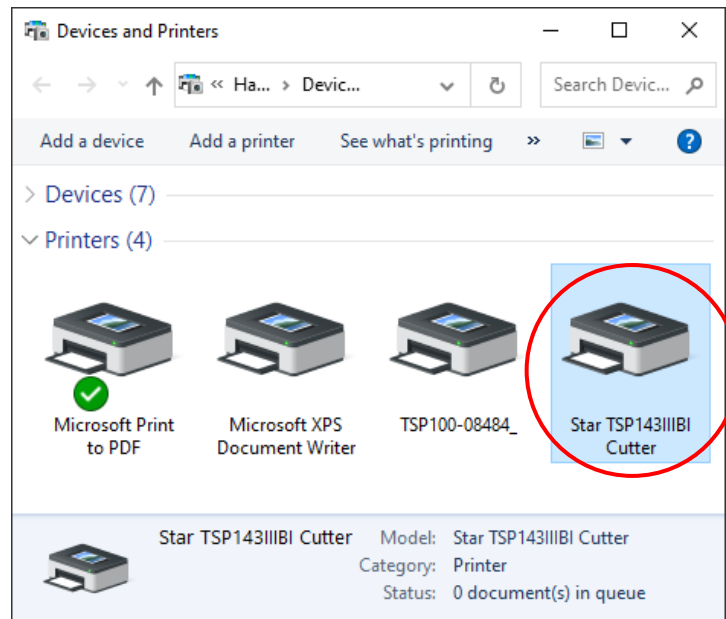 Devices and Printers
« Ha... › Devic...
Search Devic...
Add a device Add a printer See what's printing »
Devices (7)
Printers (4)
Microsoft Print
to PDF
Microsoft XPS
Document Writer
TSP100-08484_
Star TSP143IIIBI
Cutter
Star TSP143IIIBI Cutter Model: Star TSP143IIIBI Cutter
Category: Printer
Status: 0 document(s) in queue